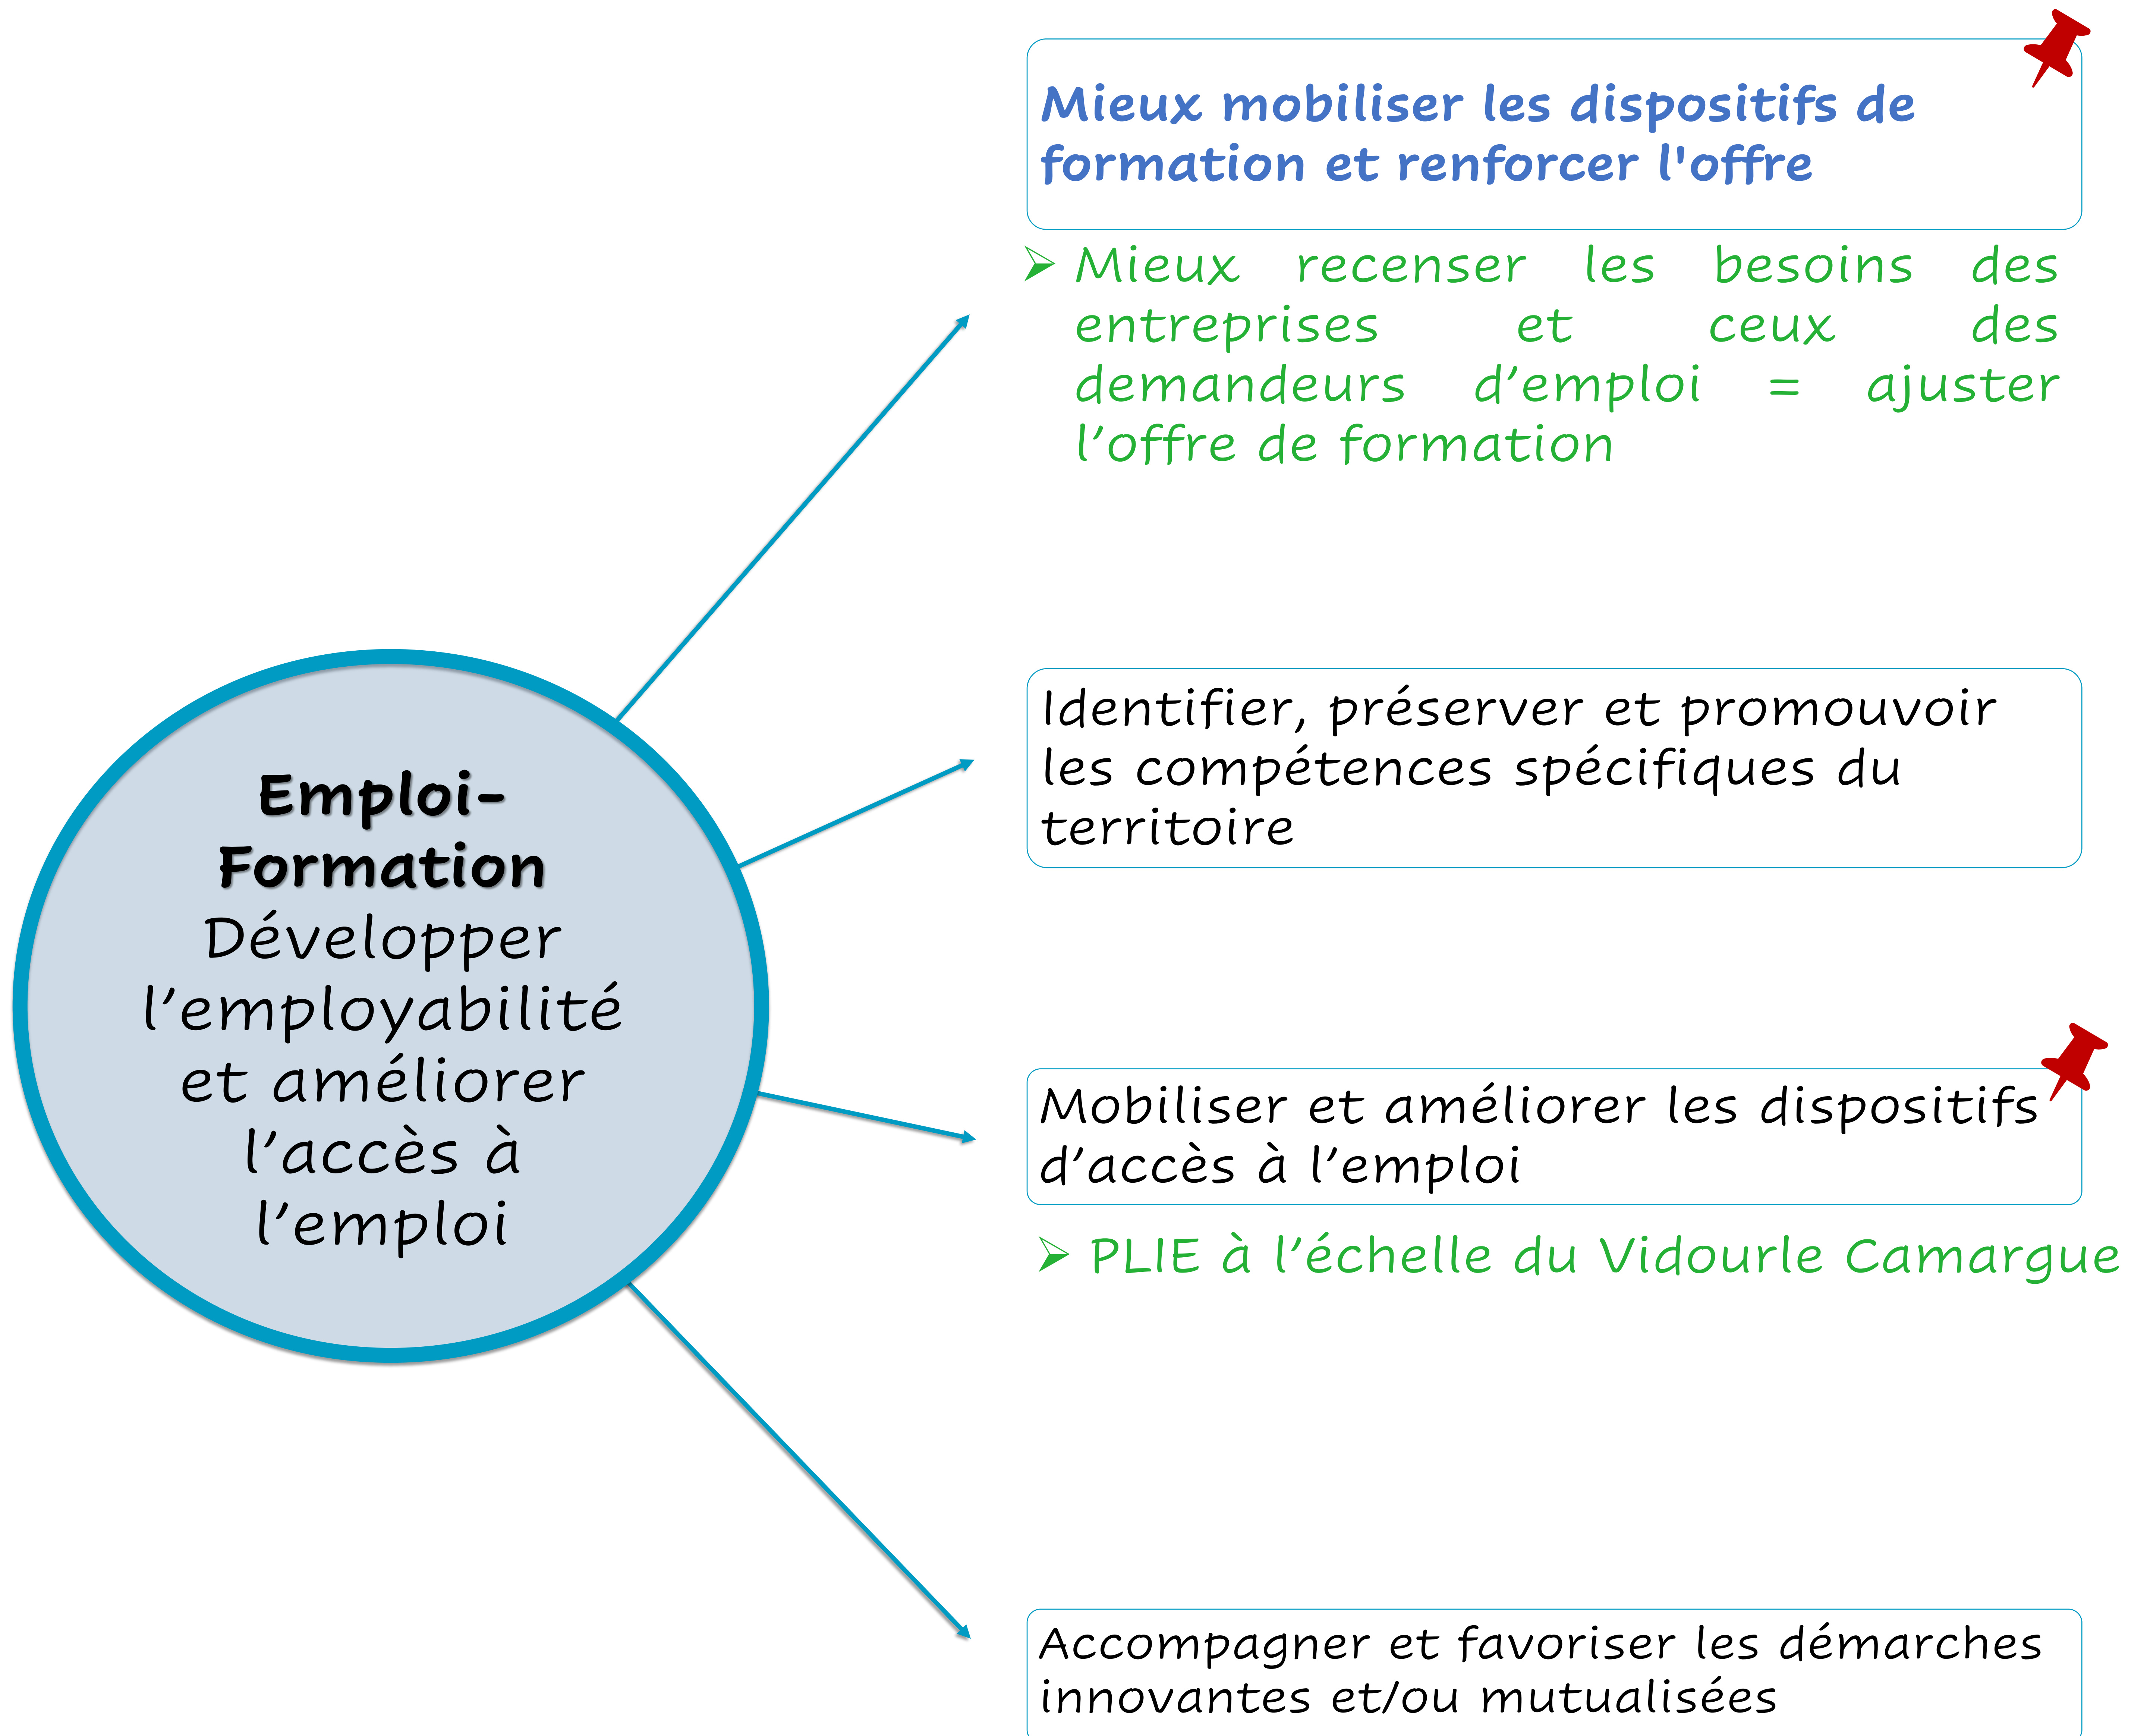 Mieux mobiliser les dispositifs de
formation et renforcer l'offre
Mieux recenser les besoins des
entreprises et ceux des
demandeurs d’emploi = ajuster
l’offre de formation
Emploi-
Formation
Développer
l’employabilité
et améliorer
l’accès à
l’emploi
Identifier, préserver et promouvoir
les compétences spécifiques du
territoire
Mobiliser et améliorer les dispositifs
d’accès à l’emploi
PLIE à l’échelle du Vidourle Camargue
Accompagner et favoriser les démarches
innovantes et/ou mutualisées